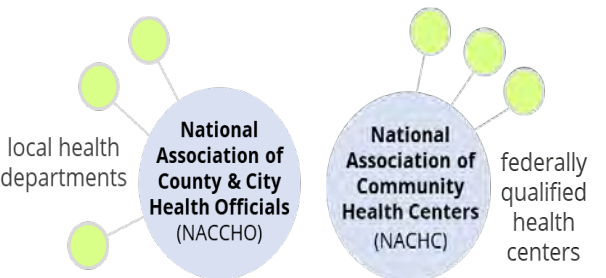 local health
departments
National
Association of
County & City
Health Officials
(NACCHO)
National
Association of
Community
Health Centers
(NACHC)
federally
qualified
health
centers